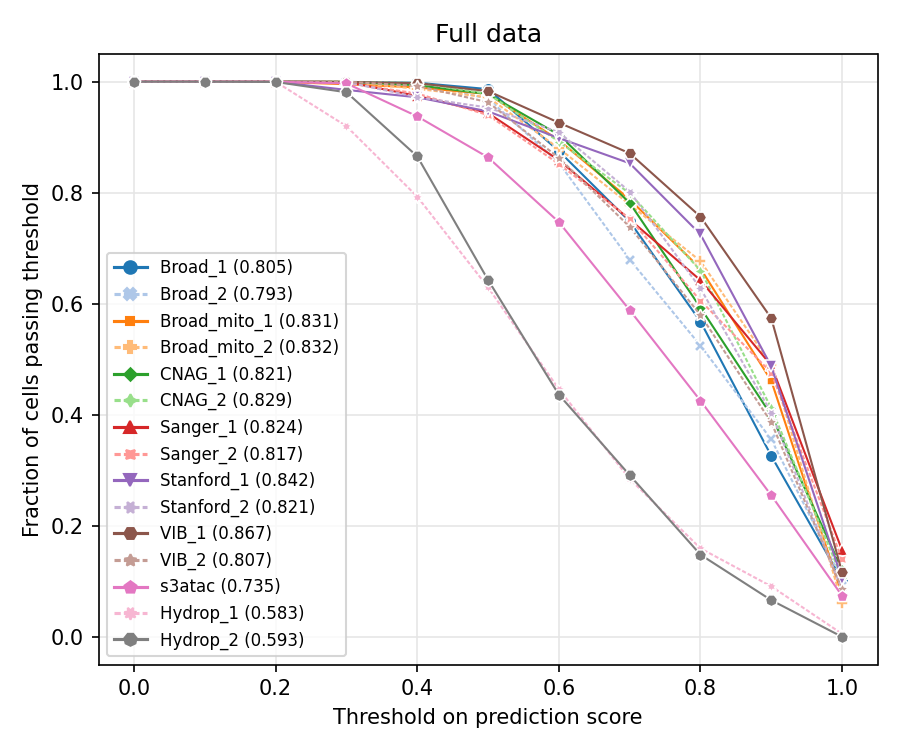 Full data
Fraction of cells passing threshold
1.0
0.8
0.6
0.4
0.2
0.0
Broad_1 (0.805)
Broad_2 (0.793)
Broad_mito_1 (0.831)
Broad_mito_2 (0.832)
CNAG_1 (0.821)
CNAG_2 (0.829)
Sanger_1 (0.824)
Sanger_2 (0.817)
Stanford_1 (0.842)
Stanford_2 (0.821)
VIB_1 (0.867)
VIB_2 (0.807)
s3atac (0.735)
Hydrop_1 (0.583)
Hydrop_2 (0.593)
0.0 0.2 0.4 0.6 0.8 1.0
Threshold on prediction score